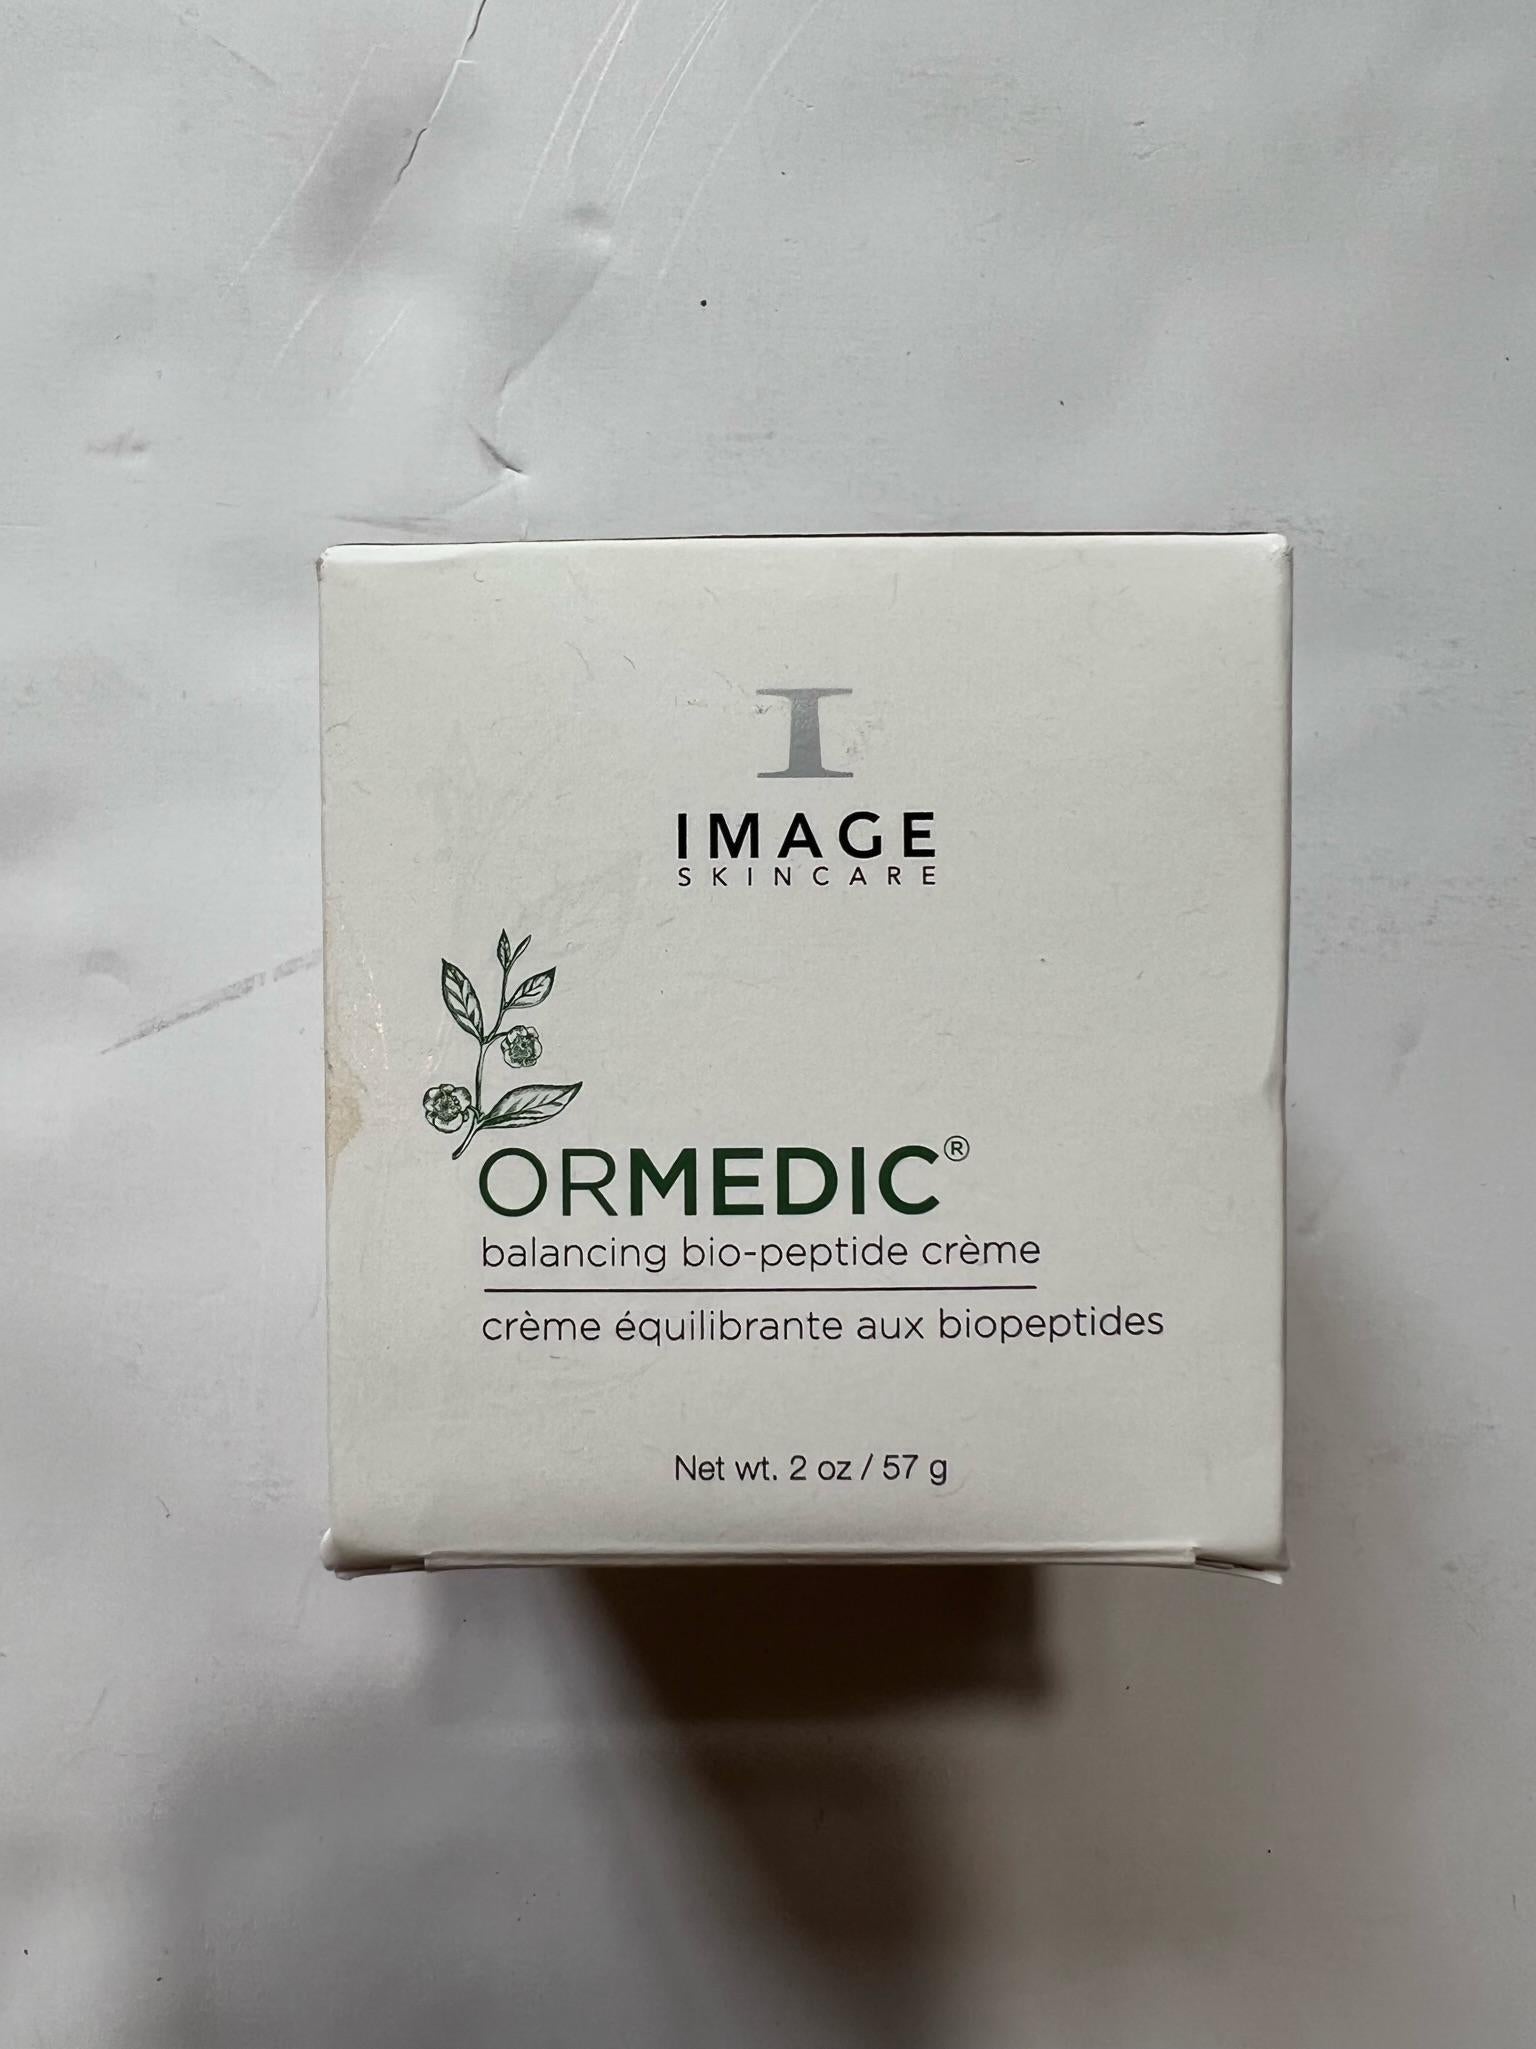 I
IMAGE
SKINCARE
ORMEDIC®
balancing bio-peptide crème
crème équilibrante aux biopeptides
Net wt. 2 oz / 57 g